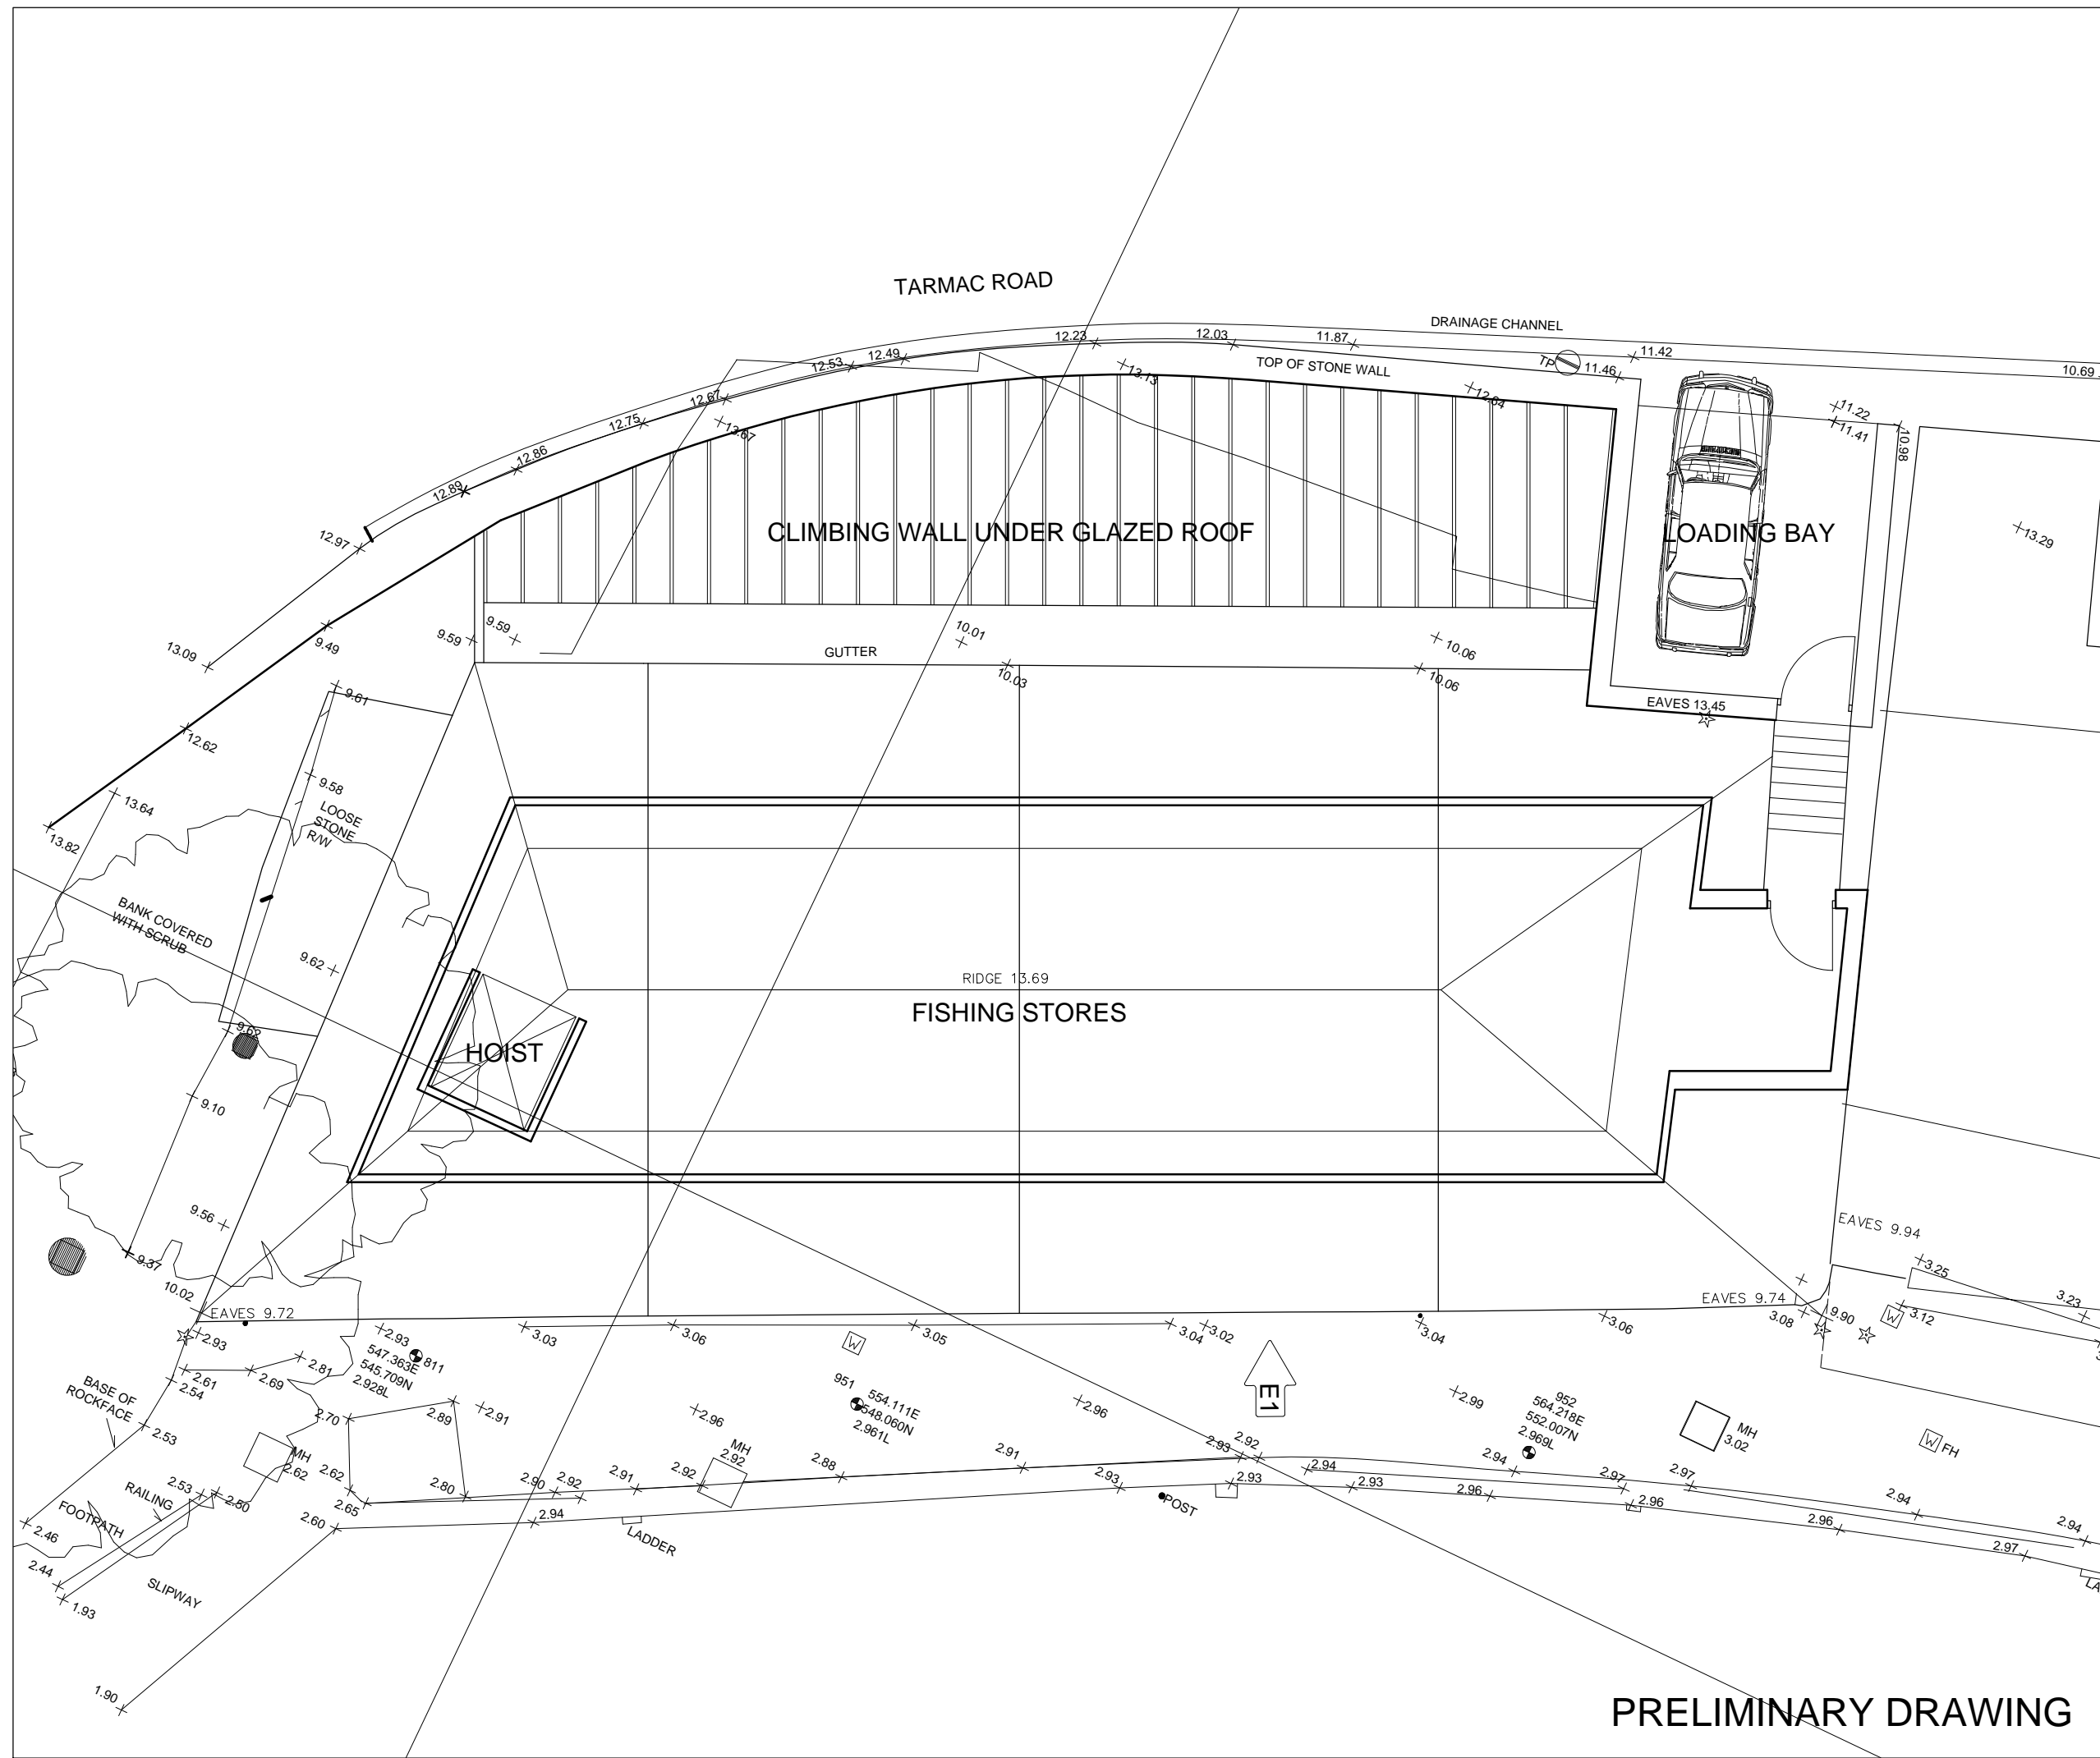 TARMAC ROAD
DRAINAGE CHANNEL
12.23
12.03
11.87
11.42
10.69
12.53
12.49
TOP OF STONE WALL
TP
11.46
13.13
12.64
12.67
12.75
13.67
11.22
11.41
10.98
12.86
12.89
12.97
13.29
CLIMBING WALL UNDER GLAZED ROOF
LOADING BAY
13.09
9.49
9.59
9.59
10.01
GUTTER
10.03
10.06
10.06
9.61
EAVES 13.45
12.62
9.58
LOOSE
STONE
R/W
13.64
13.82
BANK COVERED
WITH SCRUB
9.62
RIDGE 13.69
FISHING STORES
9.62
HOIST
9.10
9.56
9.37
10.02
EAVES 9.94
3.25
EAVES 9.72
EAVES 9.74
3.23
2.93
2.93
547.363E
545.709N
2.928L
811
3.03
3.06
W
3.05
3.04
3.02
3.04
3.06
3.08
9.90
W
3.12
2.81
2.61
2.69
2.54
BASE OF
ROCKFACE
2.53
2.70
2.89
2.91
2.96
951
554.111E
548.060N
2.961L
2.96
E1
2.99
952
564.218E
552.007N
2.969L
MH
3.02
W
FH
MH
2.62
2.62
2.65
2.80
2.90
2.92
2.91
2.92
MH
2.92
2.88
2.91
2.93
2.92
2.93
2.94
2.93
2.93
2.94
2.96
2.97
2.97
2.96
2.94
2.94
2.96
2.97
2.53
2.50
RAILING
FOOTPATH
2.46
2.44
1.93
SLIPWAY
2.60
2.94
LADDER
POST
LA
1.90
PRELIMINARY DRAWING